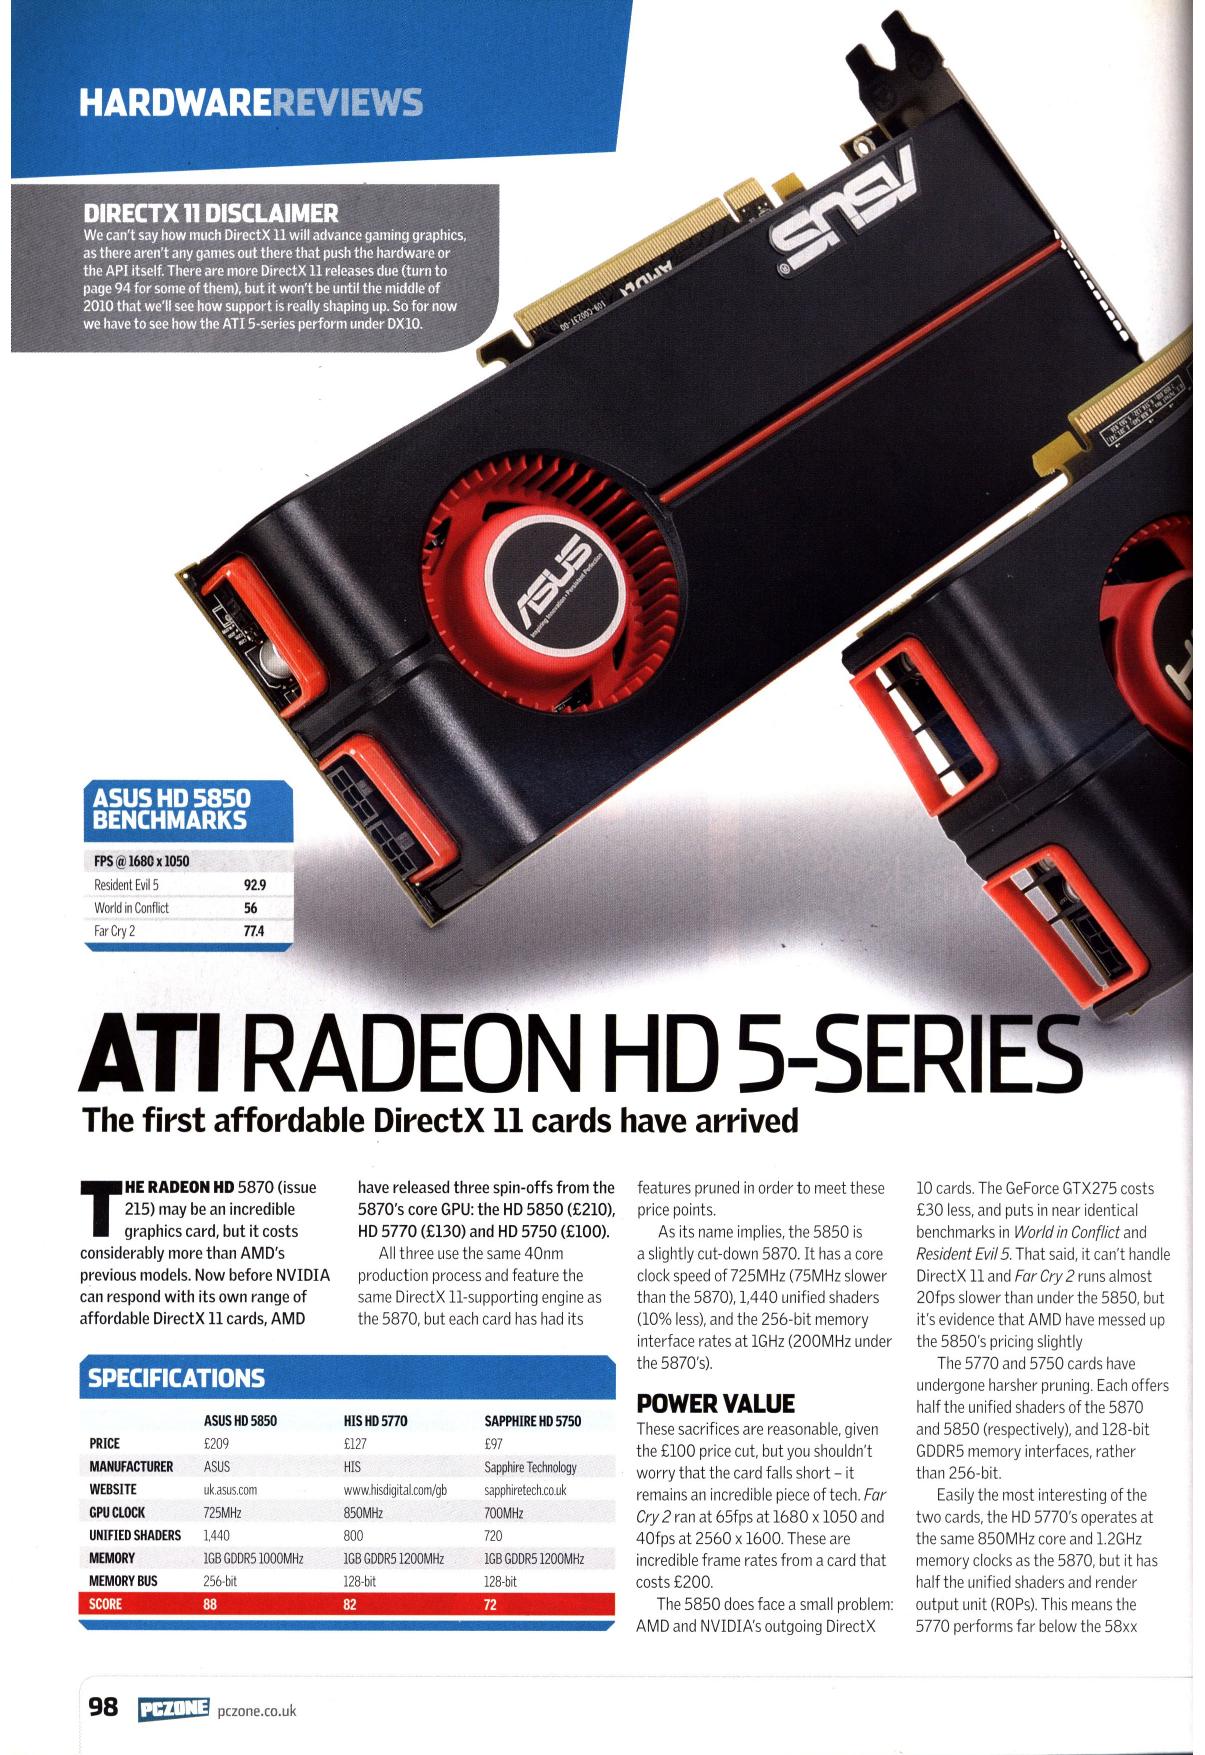 HARDWAREREVIEWS
DIRECTX 11 DISCLAIMER
We can't say how much DirectX 11 will advance gaming graphics,
as there aren't any games out there that push the hardware or
the API itself. There are more DirectX 11 releases due (turn to
page 94 for some of them), but it won't be until the middle of
2010 that we'll see how support is really shaping up. So for now
we have to see how the ATI 5-series perform under DX10.
ASUS
AMD
109-C00237-00
ASUS
Inspiring Innovation • Persistent Perfection
ASUS HD 5850
BENCHMARKS
FPS @ 1680 x 1050
Resident Evil 5 92.9
World in Conflict 56
Far Cry 2 77.4
ATI RADEON HD 5-SERIES
The first affordable DirectX 11 cards have arrived
THE RADEON HD 5870 (issue
215) may be an incredible
graphics card, but it costs
considerably more than AMD's
previous models. Now before NVIDIA
can respond with its own range of
affordable DirectX 11 cards, AMD
have released three spin-offs from the
5870's core GPU: the HD 5850 (£210),
HD 5770 (£130) and HD 5750 (£100).
All three use the same 40nm
production process and feature the
same DirectX 11-supporting engine as
the 5870, but each card has had its
features pruned in order to meet these
price points.
As its name implies, the 5850 is
a slightly cut-down 5870. It has a core
clock speed of 725MHz (75MHz slower
than the 5870), 1,440 unified shaders
(10% less), and the 256-bit memory
interface rates at 1GHz (200MHz under
the 5870's).
POWER VALUE
These sacrifices are reasonable, given
the £100 price cut, but you shouldn't
worry that the card falls short – it
remains an incredible piece of tech. Far
Cry 2 ran at 65fps at 1680 x 1050 and
40fps at 2560 x 1600. These are
incredible frame rates from a card that
costs £200.
The 5850 does face a small problem:
AMD and NVIDIA's outgoing DirectX
10 cards. The GeForce GTX275 costs
£30 less, and puts in near identical
benchmarks in World in Conflict and
Resident Evil 5. That said, it can't handle
DirectX 11 and Far Cry 2 runs almost
20fps slower than under the 5850, but
it's evidence that AMD have messed up
the 5850's pricing slightly
The 5770 and 5750 cards have
undergone harsher pruning. Each offers
half the unified shaders of the 5870
and 5850 (respectively), and 128-bit
GDDR5 memory interfaces, rather
than 256-bit.
Easily the most interesting of the
two cards, the HD 5770's operates at
the same 850MHz core and 1.2GHz
memory clocks as the 5870, but it has
half the unified shaders and render
output unit (ROPs). This means the
5770 performs far below the 58xx
SPECIFICATIONS
ASUS HD 5850 HIS HD 5770 SAPPHIRE HD 5750
PRICE £209 £127 £97
MANUFACTURER ASUS HIS Sapphire Technology
WEBSITE uk.asus.com www.hisdigital.com/gb sapphiretech.co.uk
GPU CLOCK 725MHz 850MHz 700MHz
UNIFIED SHADERS 1,440 800 720
MEMORY 1GB GDDR5 1000MHz 1GB GDDR5 1200MHz 1GB GDDR5 1200MHz
MEMORY BUS 256-bit 128-bit 128-bit
SCORE 88 82 72
98 PCZONE pczone.co.uk